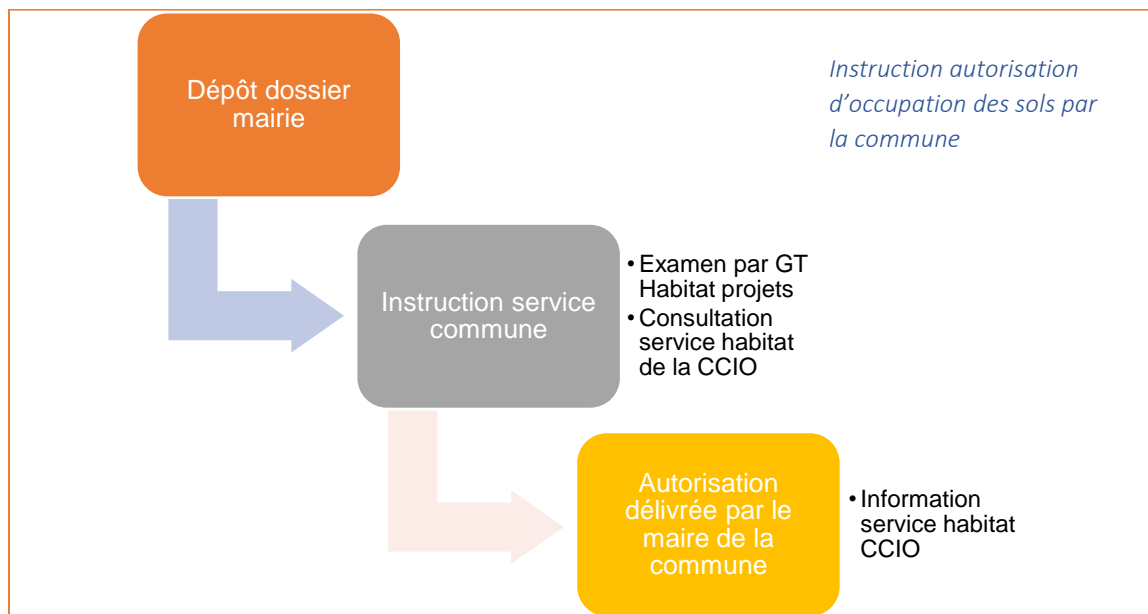 Dépôt dossier
mairie
Instruction autorisation
d'occupation des sols par
la commune
Instruction service
commune
• Examen par GT
Habitat projets
• Consultation
service habitat
de la CCIO
Autorisation
délivrée par le
maire de la
commune
• Information
service habitat
CCIO